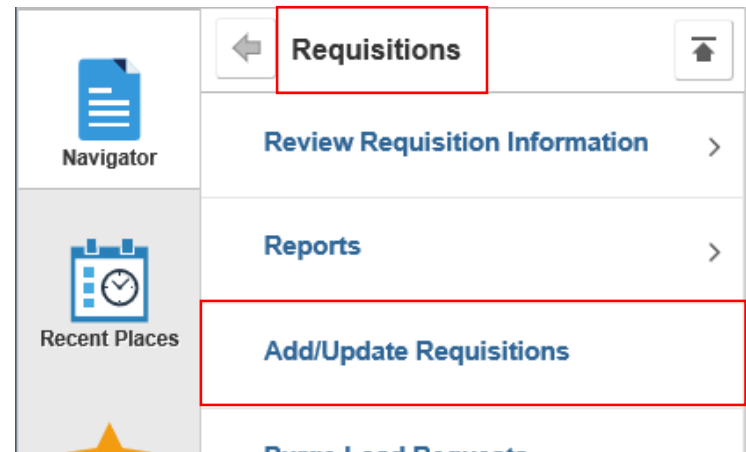 Requisitions
Navigator
Review Requisition Information
Reports
Recent Places
Add/Update Requisitions